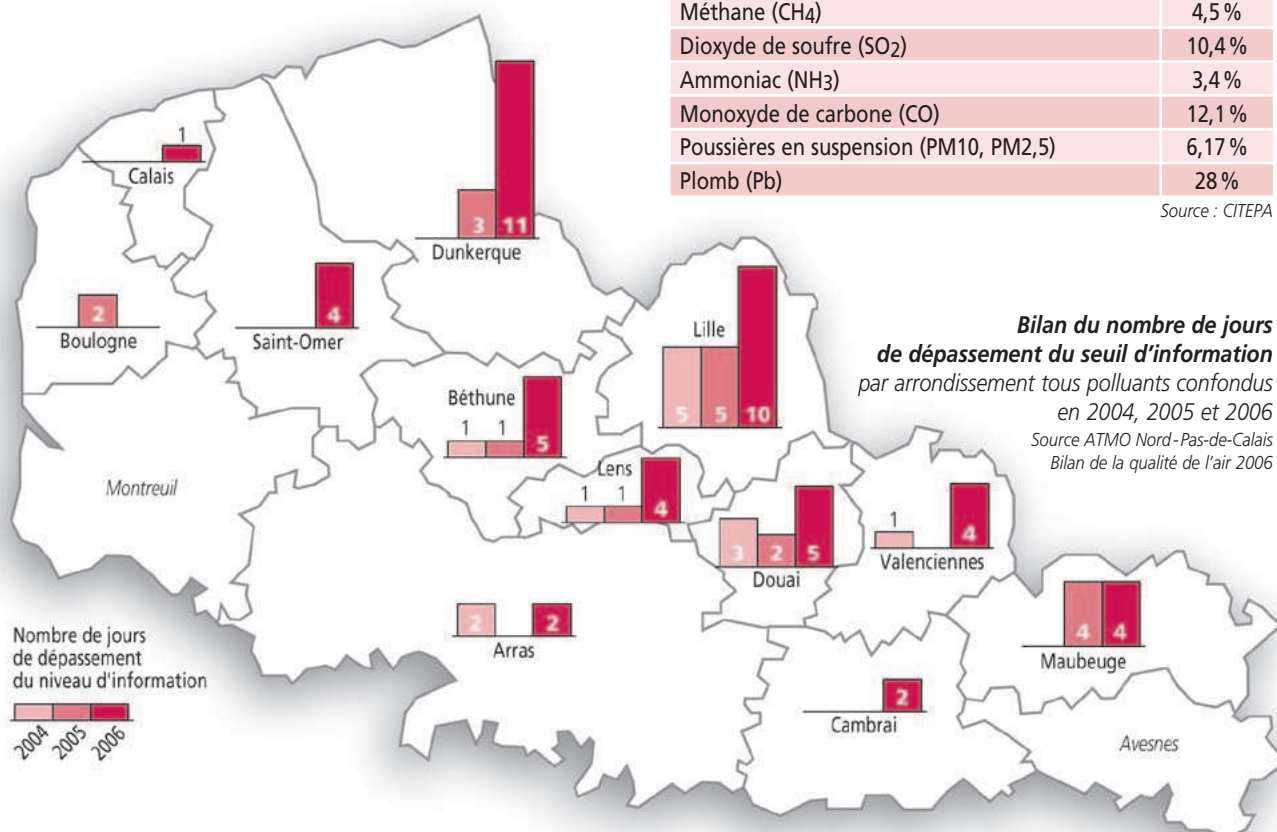 Méthane (CH4) 4,5 %
Dioxyde de soufre (SO2) 10,4 %
Ammoniac (NH3) 3,4 %
Monoxyde de carbone (CO) 12,1 %
Poussières en suspension (PM10, PM2,5) 6,17 %
Plomb (Pb) 28 %
Source : CITEPA
1
Calais
3 11
Dunkerque
2
Boulogne
4
Saint-Omer
Lille
5 5 10
Bilan du nombre de jours
de dépassement du seuil d'information
par arrondissement tous polluants confondus
en 2004, 2005 et 2006
Source ATMO Nord-Pas-de-Calais
Bilan de la qualité de l'air 2006
Béthune
1 1 5
Montreuil
Lens
1 1 4
3 2 5
Douai
1 4
Valenciennes
2 2
Arras
4 4
Maubeuge
2
Cambrai
Avesnes
Nombre de jours
de dépassement
du niveau d'information
2004 2005 2006